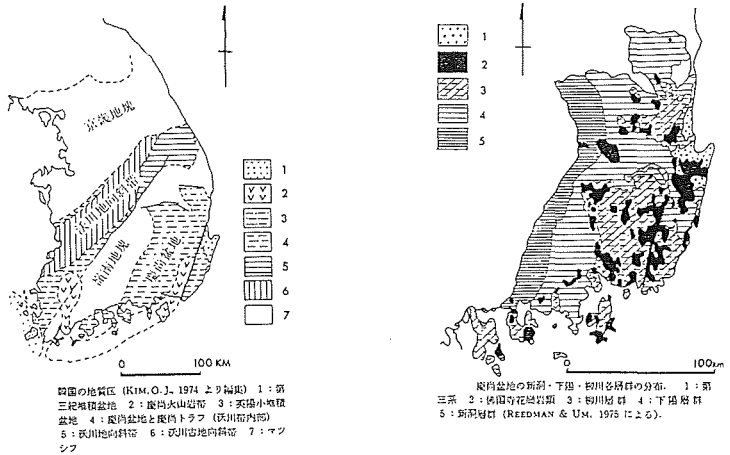 京畿地塊
沃川地向斜帯
嶺南地塊
慶尚盆地
1
2
3
4
5
6
7
0 100 KM
韓国の地質区 (KIM. O. J., 1974 より編集) 1：第
三紀堆積盆地 2：慶尚火山岩帯 3：英陽小堆積
盆地 4：慶尚盆地と慶尚トラフ (沃川帯内部)
5：沃川地向斜帯 6：沃川古地向斜帯 7：マッ
シフ
1
2
3
4
5
0 100km
慶尚盆地の新洞・下陽・楡川各層群の分布. 1：第
三系 2：佛国寺花崗岩類 3：楡川層群 4：下陽層群
5：新洞層群 (REEDMAN & UM, 1975 による).